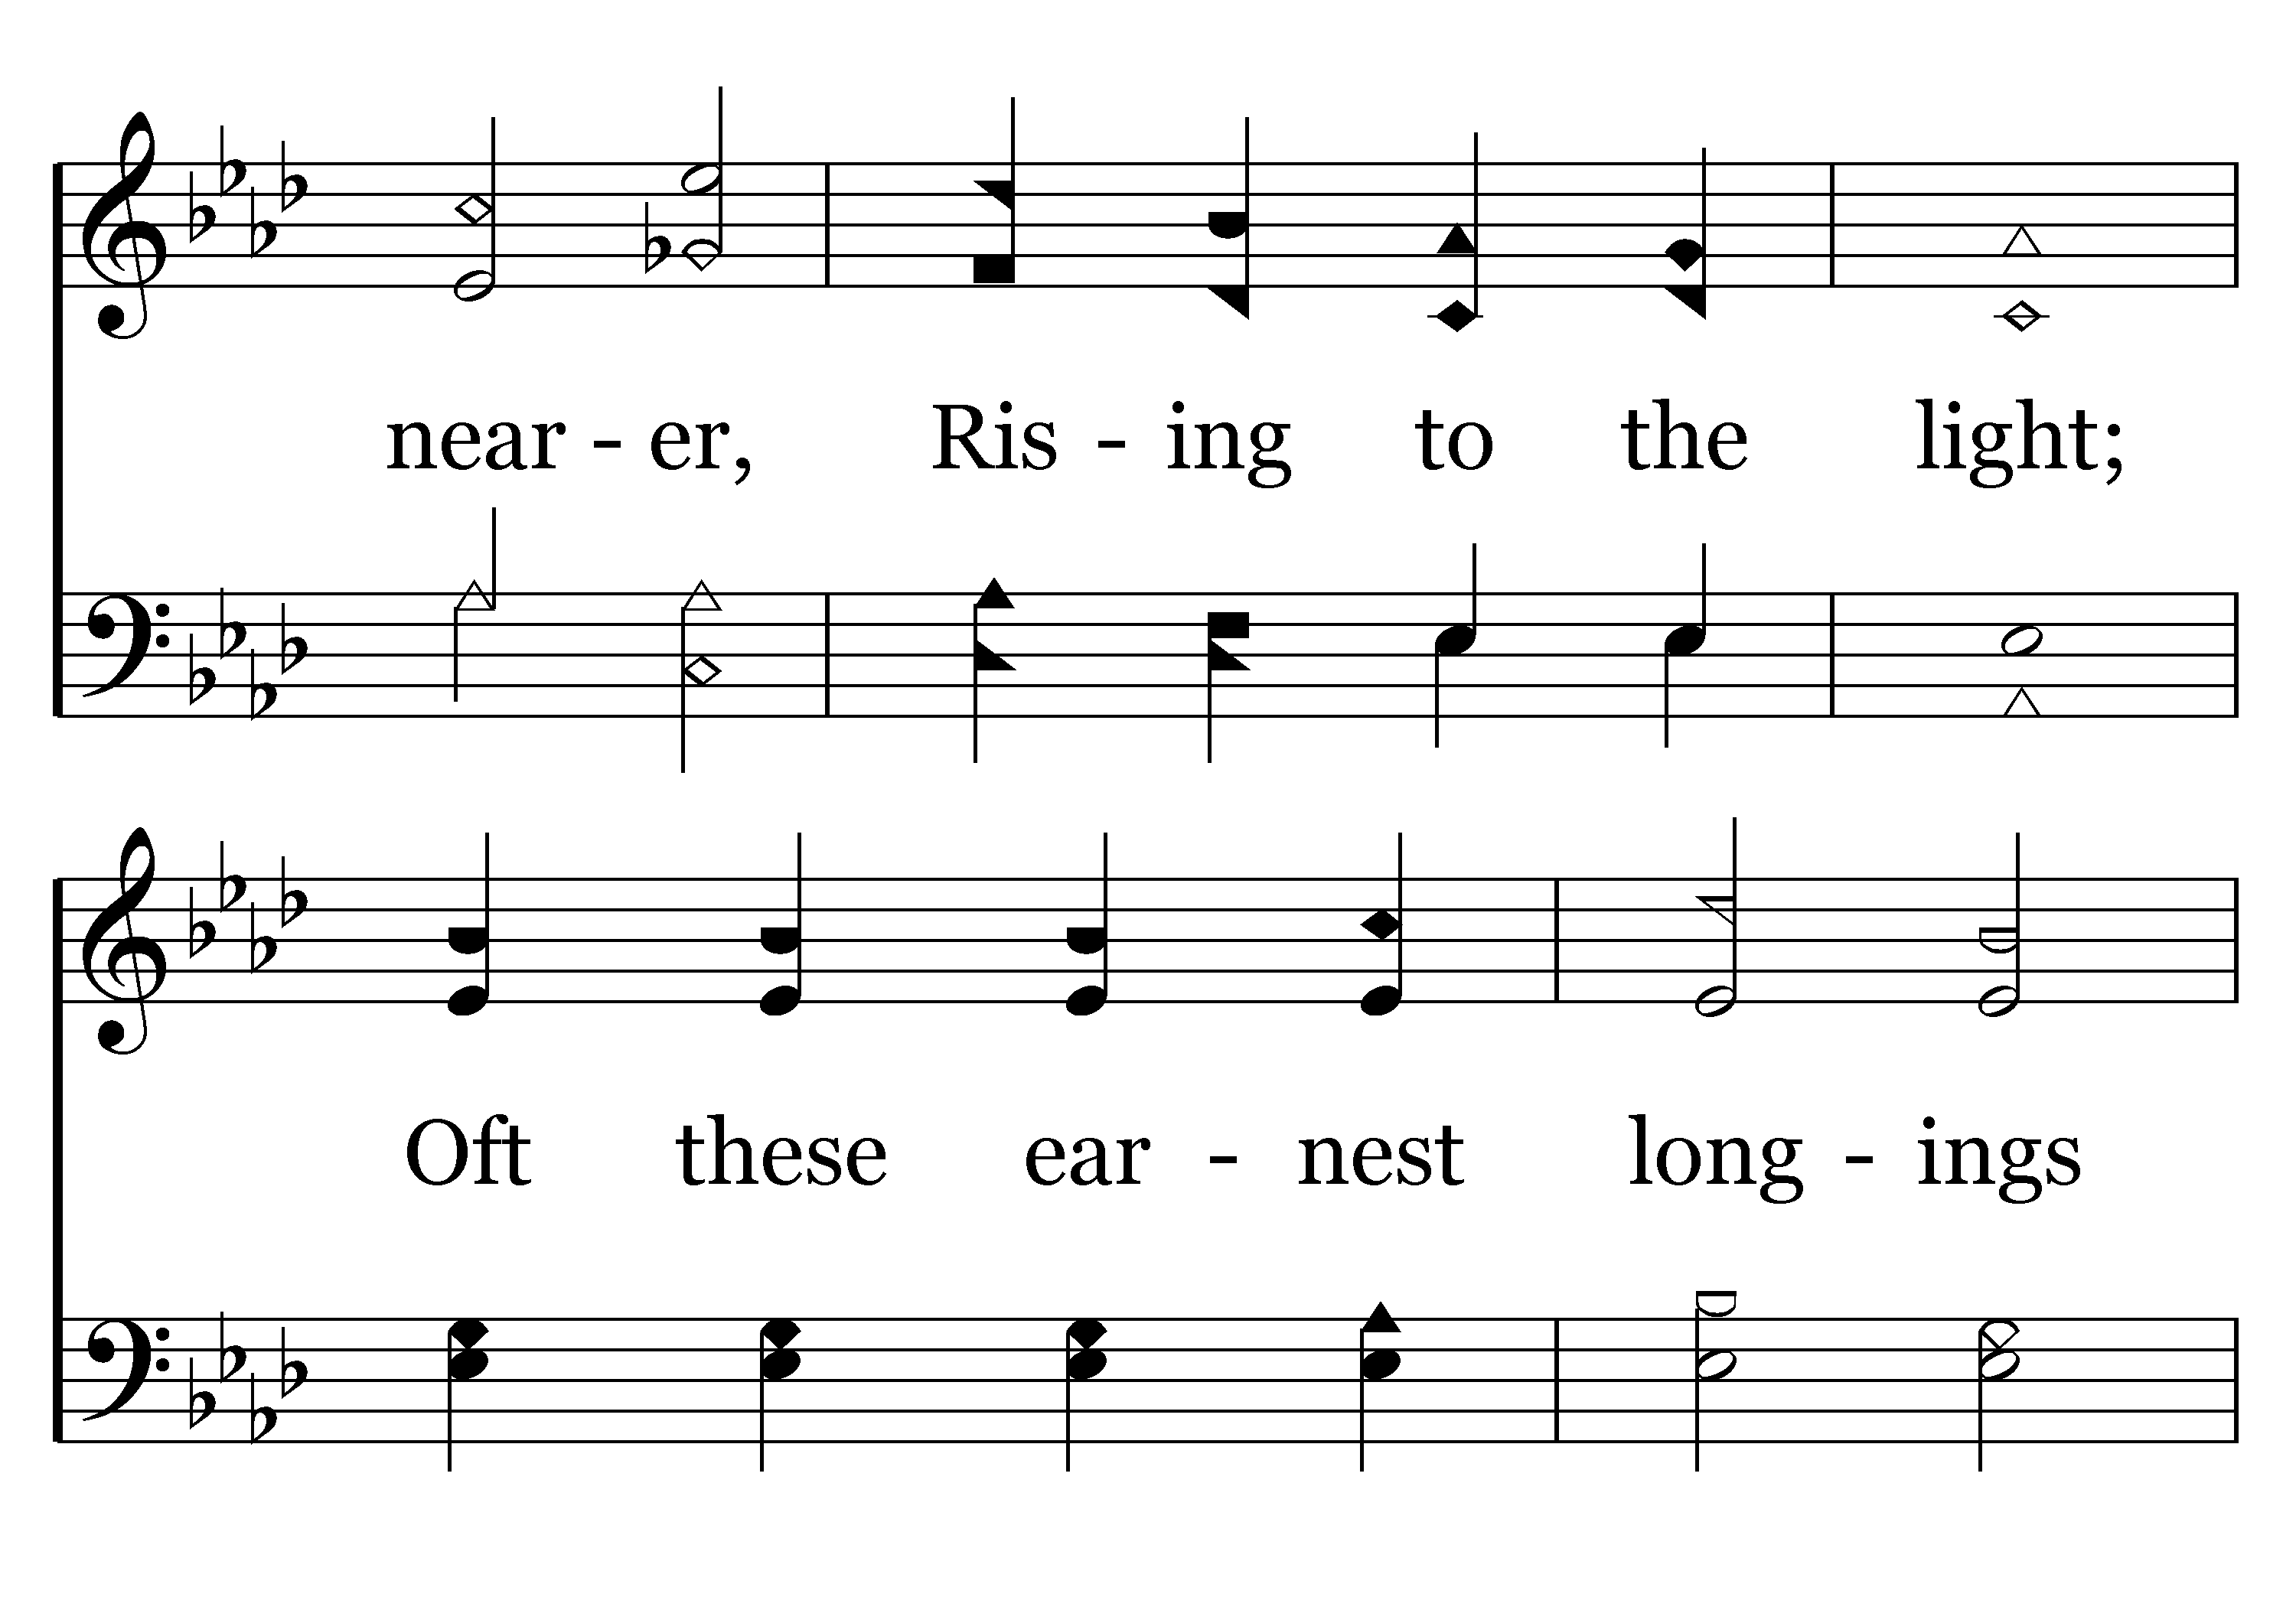 near - er, Ris - ing to the light;
Oft these ear - nest long - ings